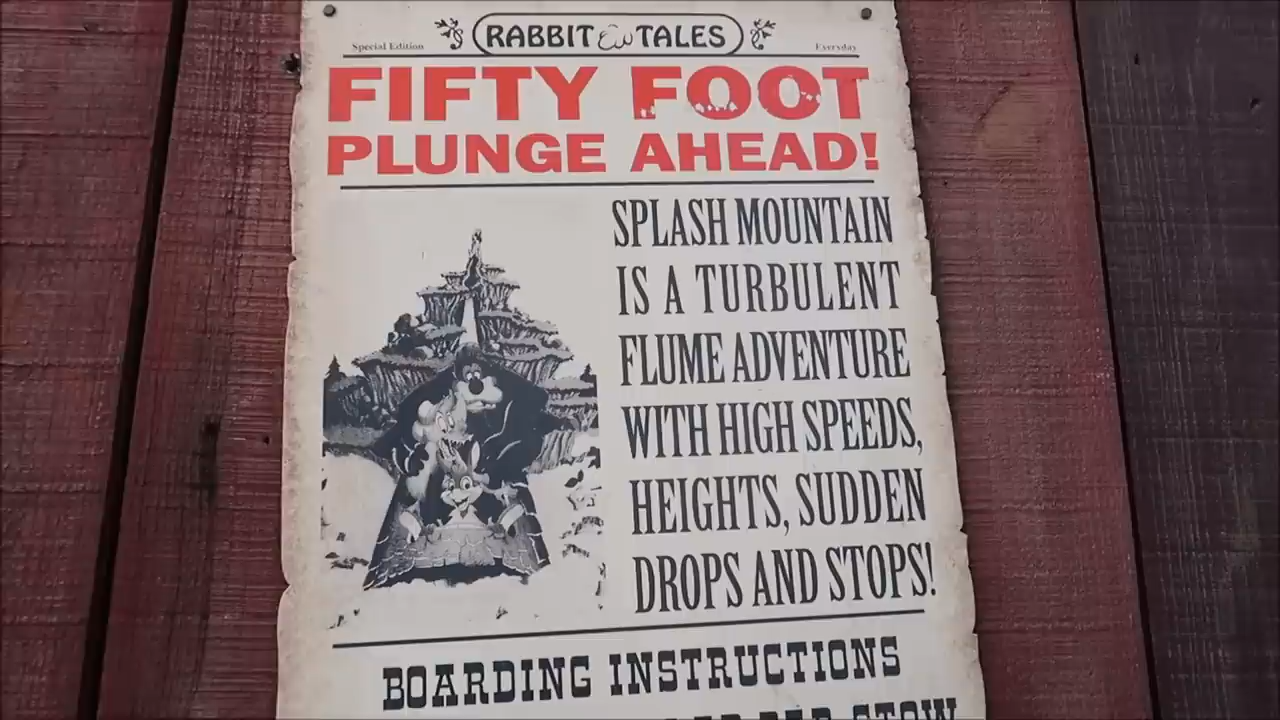 RABBIT TALES
Special Edition
Everyday
FIFTY FOOT
PLUNGE AHEAD!
SPLASH MOUNTAIN
IS A TURBULENT
FLUME ADVENTURE
WITH HIGH SPEEDS,
HEIGHTS, SUDDEN
DROPS AND STOPS!
BOARDING INSTRUCTIONS
STOW